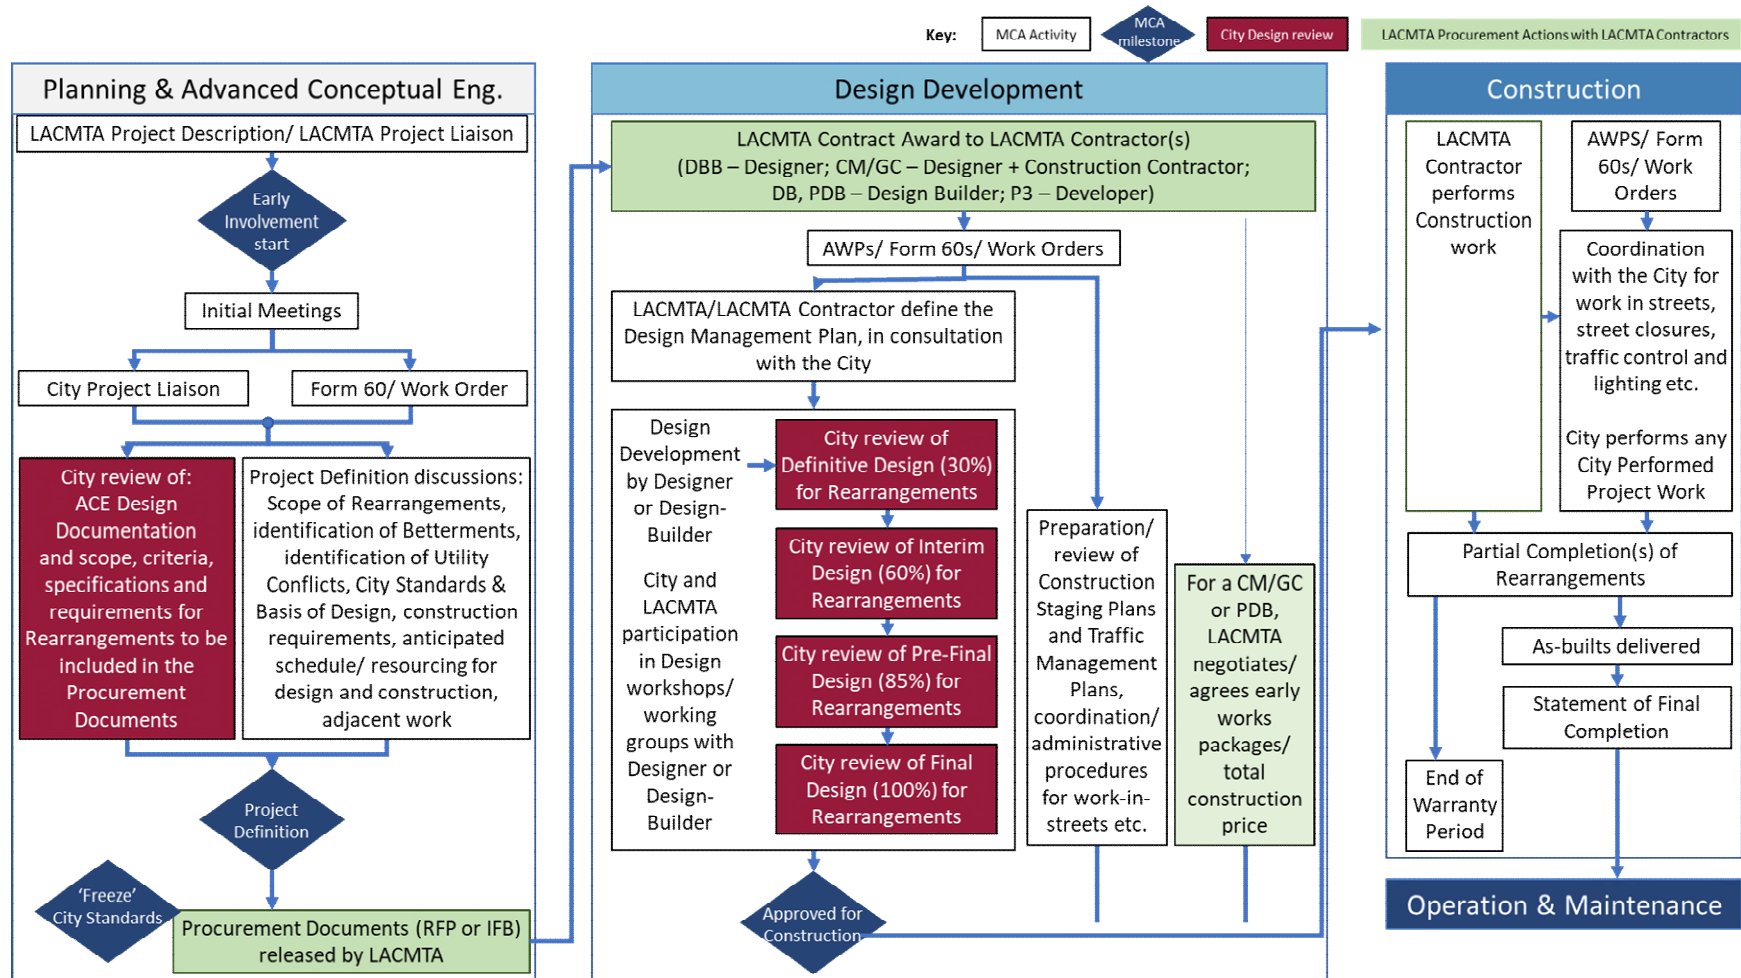 Key:
MCA Activity
MCA
milestone
City Design review
LACMTA Procurement Actions with LACMTA Contractors
Planning & Advanced Conceptual Eng.
LACMTA Project Description/ LACMTA Project Liaison
Early
Involvement
start
Initial Meetings
City Project Liaison
Form 60/ Work Order
City review of:
ACE Design
Documentation
and scope, criteria,
specifications and
requirements for
Rearrangements to be
included in the
Procurement
Documents
Project Definition discussions:
Scope of Rearrangements,
identification of Betterments,
identification of Utility
Conflicts, City Standards &
Basis of Design, construction
requirements, anticipated
schedule/ resourcing for
design and construction,
adjacent work
Project
Definition
‘Freeze’
City Standards
Procurement Documents (RFP or IFB)
released by LACMTA
Design Development
LACMTA Contract Award to LACMTA Contractor(s)
(DBB – Designer; CM/GC – Designer + Construction Contractor;
DB, PDB – Design Builder; P3 – Developer)
AWPs/ Form 60s/ Work Orders
LACMTA/LACMTA Contractor define the
Design Management Plan, in consultation
with the City
Design
Development
by Designer
or Design-
Builder
City and
LACMTA
participation
in Design
workshops/
working
groups with
Designer or
Design-
Builder
City review of
Definitive Design (30%)
for Rearrangements
City review of Interim
Design (60%) for
Rearrangements
City review of Pre-Final
Design (85%) for
Rearrangements
City review of Final
Design (100%) for
Rearrangements
Approved for
Construction
Preparation/
review of
Construction
Staging Plans
and Traffic
Management
Plans,
coordination/
administrative
procedures
for work-in-
streets etc.
For a CM/GC
or PDB,
LACMTA
negotiates/
agrees early
works
packages/
total
construction
price
Construction
LACMTA
Contractor
performs
Construction
work
AWPS/ Form
60s/ Work
Orders
Coordination
with the City for
work in streets,
street closures,
traffic control and
lighting etc.
City performs any
City Performed
Project Work
Partial Completion(s) of
Rearrangements
As-builts delivered
Statement of Final
Completion
End of
Warranty
Period
Operation & Maintenance